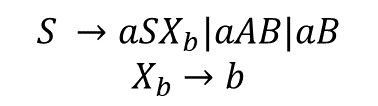 S → aSX_b|aAB|aB
X_b → b